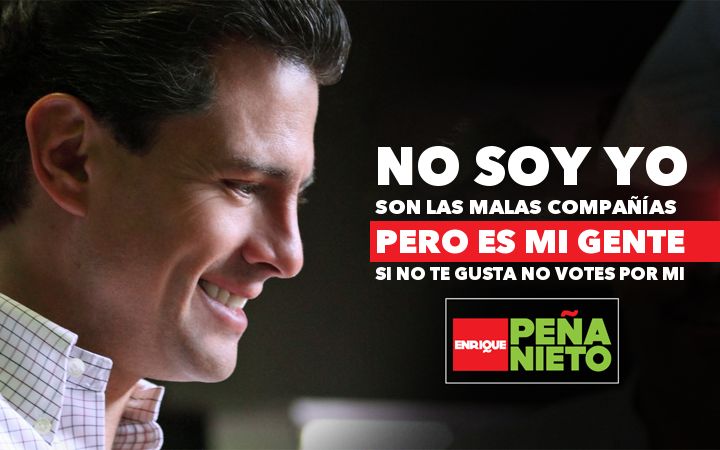 NO SOY YO
SON LAS MALAS COMPAÑÍAS
PERO ES MI GENTE
SI NO TE GUSTA NO VOTES POR MI
ENRIQUE
PEÑA
NIETO